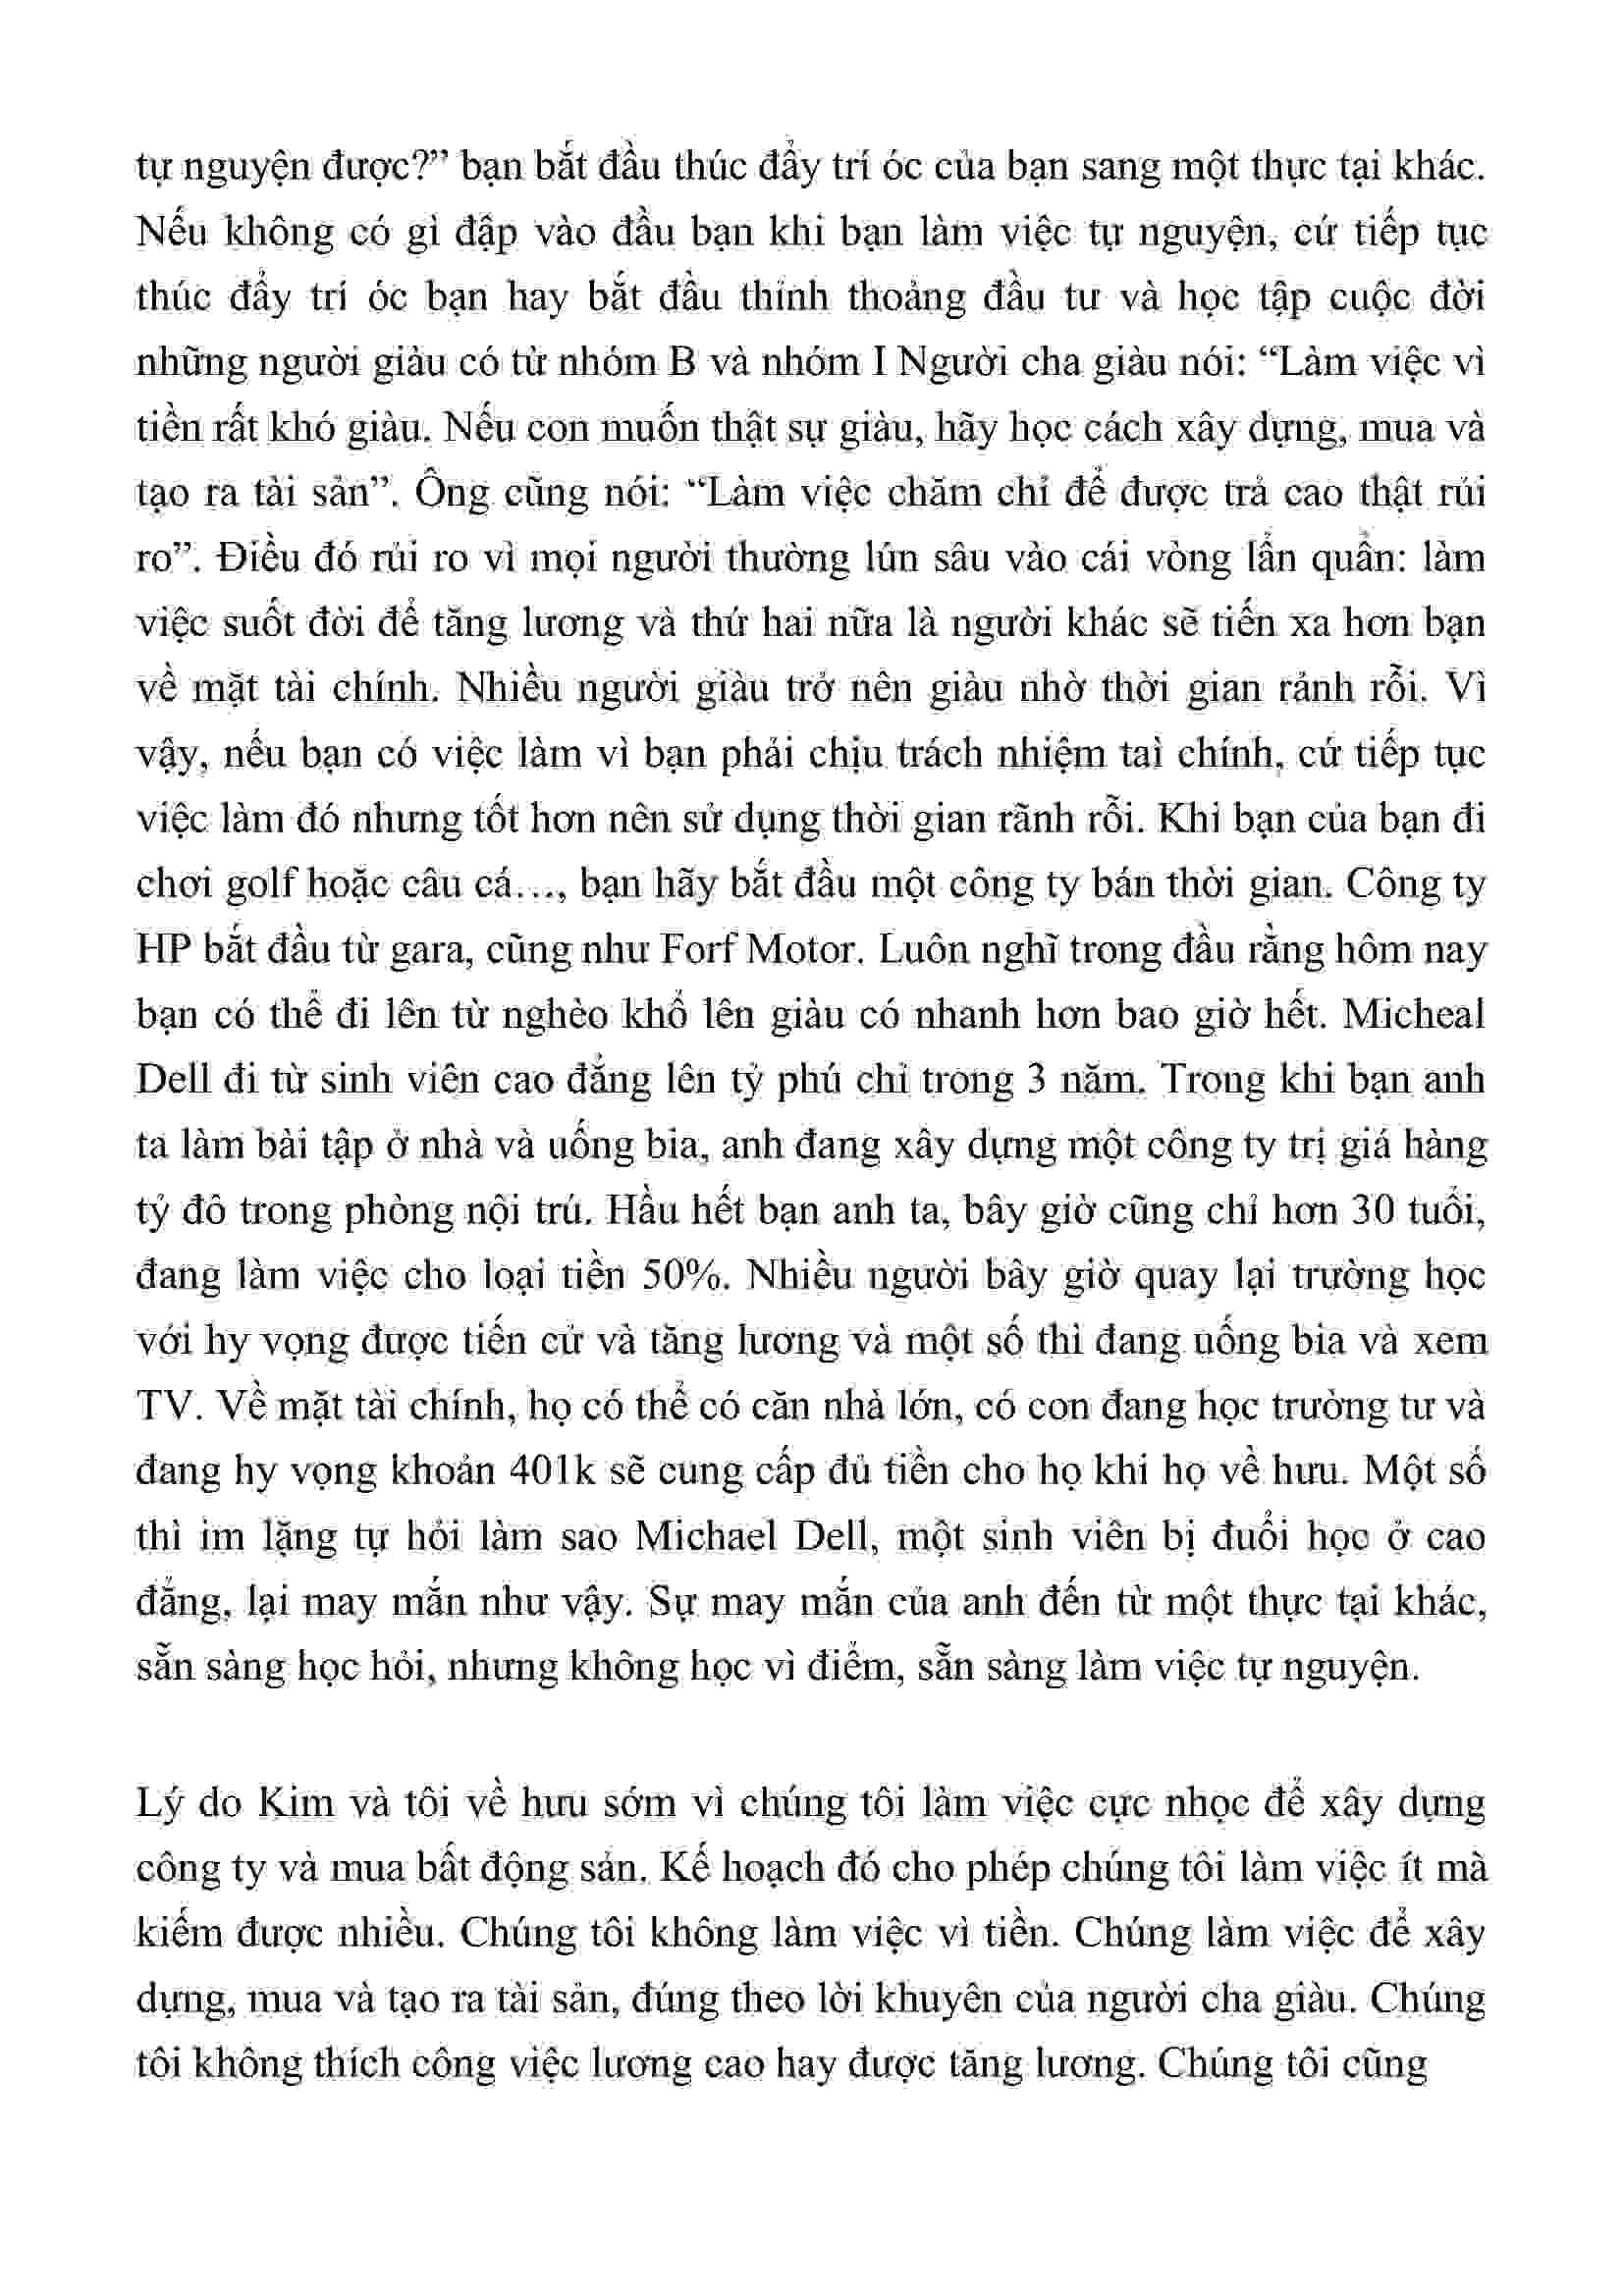 tự nguyện được?” bạn bắt đầu thúc đẩy trí óc của bạn sang một thực tại khác.
Nếu không có gì đập vào đầu bạn khi bạn làm việc tự nguyện, cứ tiếp tục
thúc đẩy trí óc bạn hay bắt đầu thỉnh thoảng đầu tư và học tập cuộc đời
những người giàu có từ nhóm B và nhóm I Người cha giàu nói: “Làm việc vì
tiền rất khó giàu. Nếu con muốn thật sự giàu, hãy học cách xây dựng, mua và
tạo ra tài sản”. Ông cũng nói: “Làm việc chăm chỉ để được trả cao thật rủi
ro”. Điều đó rủi ro vì mọi người thường lún sâu vào cái vòng lẩn quẩn: làm
việc suốt đời để tăng lương và thứ hai nữa là người khác sẽ tiến xa hơn bạn
về mặt tài chính. Nhiều người giàu trở nên giàu nhờ thời gian rảnh rỗi. Vì
vậy, nếu bạn có việc làm vì bạn phải chịu trách nhiệm taì chính, cứ tiếp tục
việc làm đó nhưng tốt hơn nên sử dụng thời gian rãnh rỗi. Khi bạn của bạn đi
chơi golf hoặc câu cá…, bạn hãy bắt đầu một công ty bán thời gian. Công ty
HP bắt đầu từ gara, cũng như Forf Motor. Luôn nghĩ trong đầu rằng hôm nay
bạn có thể đi lên từ nghèo khổ lên giàu có nhanh hơn bao giờ hết. Micheal
Dell đi từ sinh viên cao đẳng lên tỷ phú chỉ trong 3 năm. Trong khi bạn anh
ta làm bài tập ở nhà và uống bia, anh đang xây dựng một công ty trị giá hàng
tỷ đô trong phòng nội trú. Hầu hết bạn anh ta, bây giờ cũng chỉ hơn 30 tuổi,
đang làm việc cho loại tiền 50%. Nhiều người bây giờ quay lại trường học
với hy vọng được tiến cử và tăng lương và một số thì đang uống bia và xem
TV. Về mặt tài chính, họ có thể có căn nhà lớn, có con đang học trường tư và
đang hy vọng khoản 401k sẽ cung cấp đủ tiền cho họ khi họ về hưu. Một số
thì im lặng tự hỏi làm sao Michael Dell, một sinh viên bị đuổi học ở cao
đẳng, lại may mắn như vậy. Sự may mắn của anh đến từ một thực tại khác,
sẵn sàng học hỏi, nhưng không học vì điểm, sẵn sàng làm việc tự nguyện.
Lý do Kim và tôi về hưu sớm vì chúng tôi làm việc cực nhọc để xây dựng
công ty và mua bất động sản. Kế hoạch đó cho phép chúng tôi làm việc ít mà
kiếm được nhiều. Chúng tôi không làm việc vì tiền. Chúng làm việc để xây
dựng, mua và tạo ra tài sản, đúng theo lời khuyên của người cha giàu. Chúng
tôi không thích công việc lương cao hay được tăng lương. Chúng tôi cũng